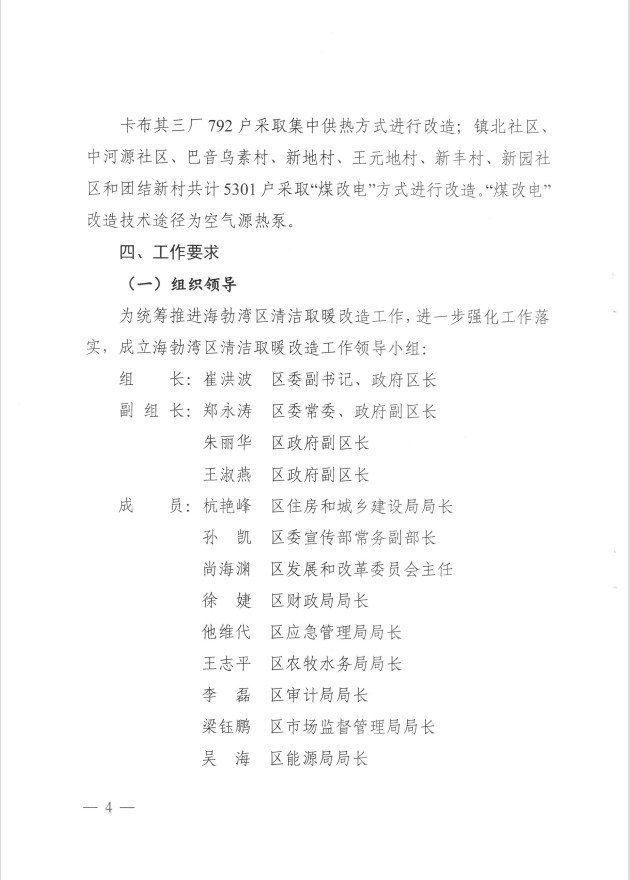 卡布其三厂 792 户采取集中供热方式进行改造；镇北社区、
中河源社区、巴音乌素村、新地村、王元地村、新丰村、新园社
区和团结新村共计 5301 户采取“煤改电”方式进行改造。“煤改电”
改造技术途径为空气源热泵。
四、工作要求
（一）组织领导
为统筹推进海勃湾区清洁取暖改造工作，进一步强化工作落
实，成立海勃湾区清洁取暖改造工作领导小组：
组　　长：崔洪波　区委副书记、政府区长
副 组 长：郑永涛　区委常委、政府副区长
朱丽华　区政府副区长
王淑燕　区政府副区长
成　　员：杭艳峰　区住房和城乡建设局局长
孙　凯　区委宣传部常务副部长
尚海渊　区发展和改革委员会主任
徐　婕　区财政局局长
他维代　区应急管理局局长
王志平　区农牧水务局局长
李　磊　区审计局局长
梁钰鹏　区市场监督管理局局长
吴　海　区能源局局长
— 4 —